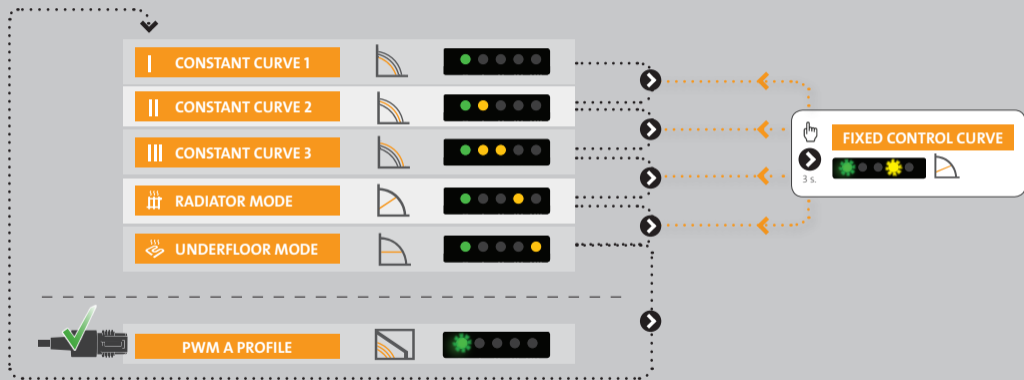 CONSTANT CURVE 1
CONSTANT CURVE 2
CONSTANT CURVE 3
RADIATOR MODE
UNDERFLOOR MODE
PWM A PROFILE
FIXED CONTROL CURVE
3 s.